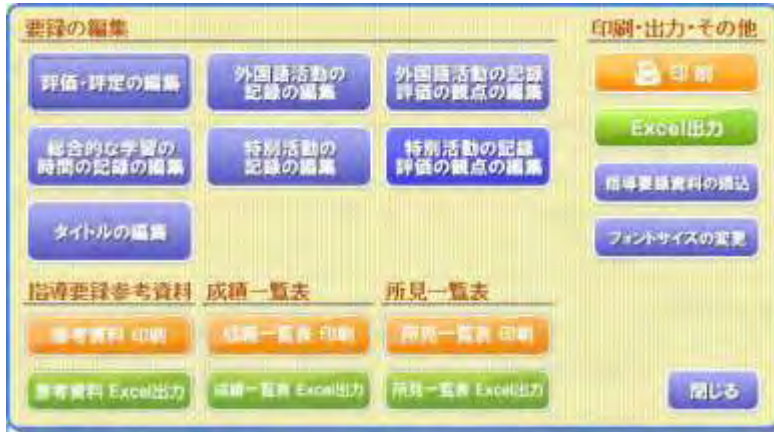 要録の編集
印刷・出力・その他
評価・評定の編集
外国語活動の
記録の編集
外国語活動の記録
評価の観点の編集
印刷
総合的な学習の
時間の記録の編集
特別活動の
記録の編集
特別活動の記録
評価の観点の編集
Excel出力
指導要録資料の繰込
タイトルの編集
フォントサイズの変更
指導要録参考資料
成績一覧表
所見一覧表
参考資料 印刷
成績一覧表 印刷
所見一覧表 印刷
参考資料 Excel出力
成績一覧表 Excel出力
所見一覧表 Excel出力
閉じる